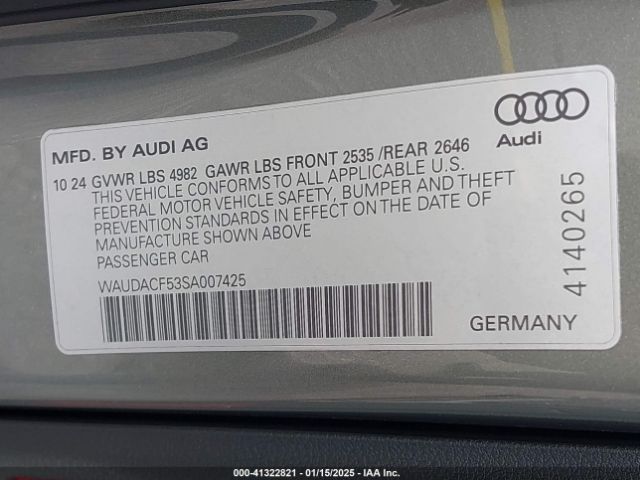 MFD. BY AUDI AG
10 24 GVWR LBS 4982 GAWR LBS FRONT 2535 /REAR 2646
THIS VEHICLE CONFORMS TO ALL APPLICABLE U.S.
FEDERAL MOTOR VEHICLE SAFETY, BUMPER AND THEFT
PREVENTION STANDARDS IN EFFECT ON THE DATE OF
MANUFACTURE SHOWN ABOVE
PASSENGER CAR
WAUDACF53SA007425
Audi
4140265
GERMANY
000-41322821 - 01/15/2025 - IAA Inc.